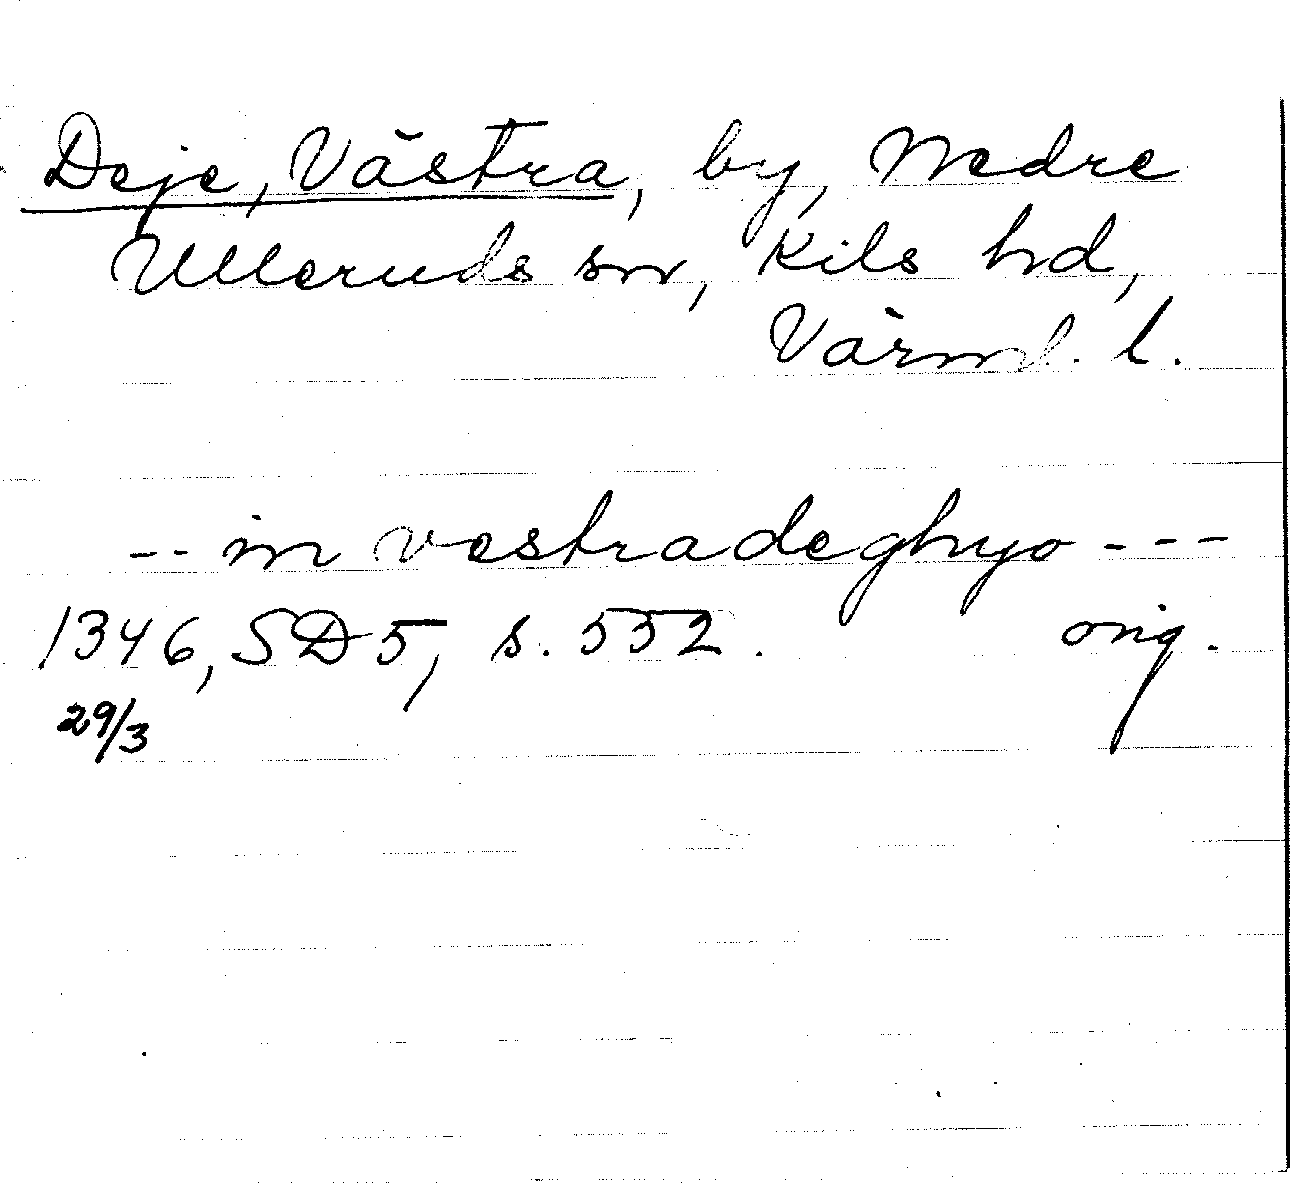 Deje, Västra, by, Nedre
Ulleruds sn, Kils hd,
Värml. l.
-- in vestradeghyo ---
1346, SD 5, s. 552. orig.
29/3